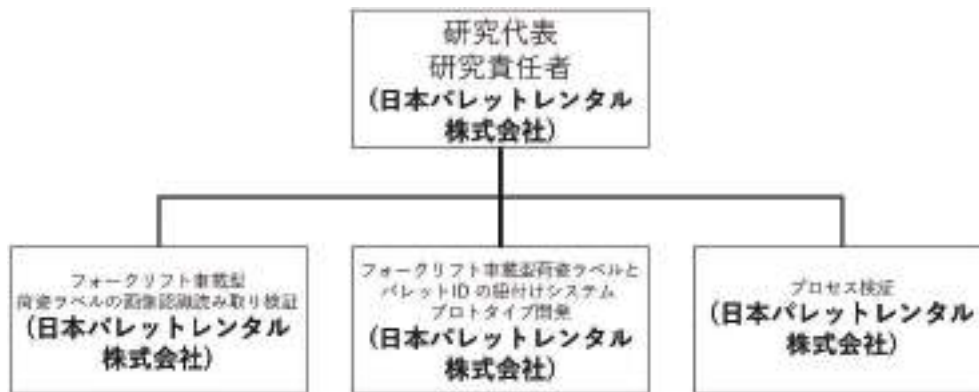 研究代表
研究責任者
(日本パレットレンタル
株式会社)
フォークリフト車載型
荷姿ラベルの画像認識読み取り検証
(日本パレットレンタル
株式会社)
フォークリフト車載型荷姿ラベルと
パレットIDの紐付けシステム
プロトタイプ開発
(日本パレットレンタル
株式会社)
プロセス検証
(日本パレットレンタル
株式会社)